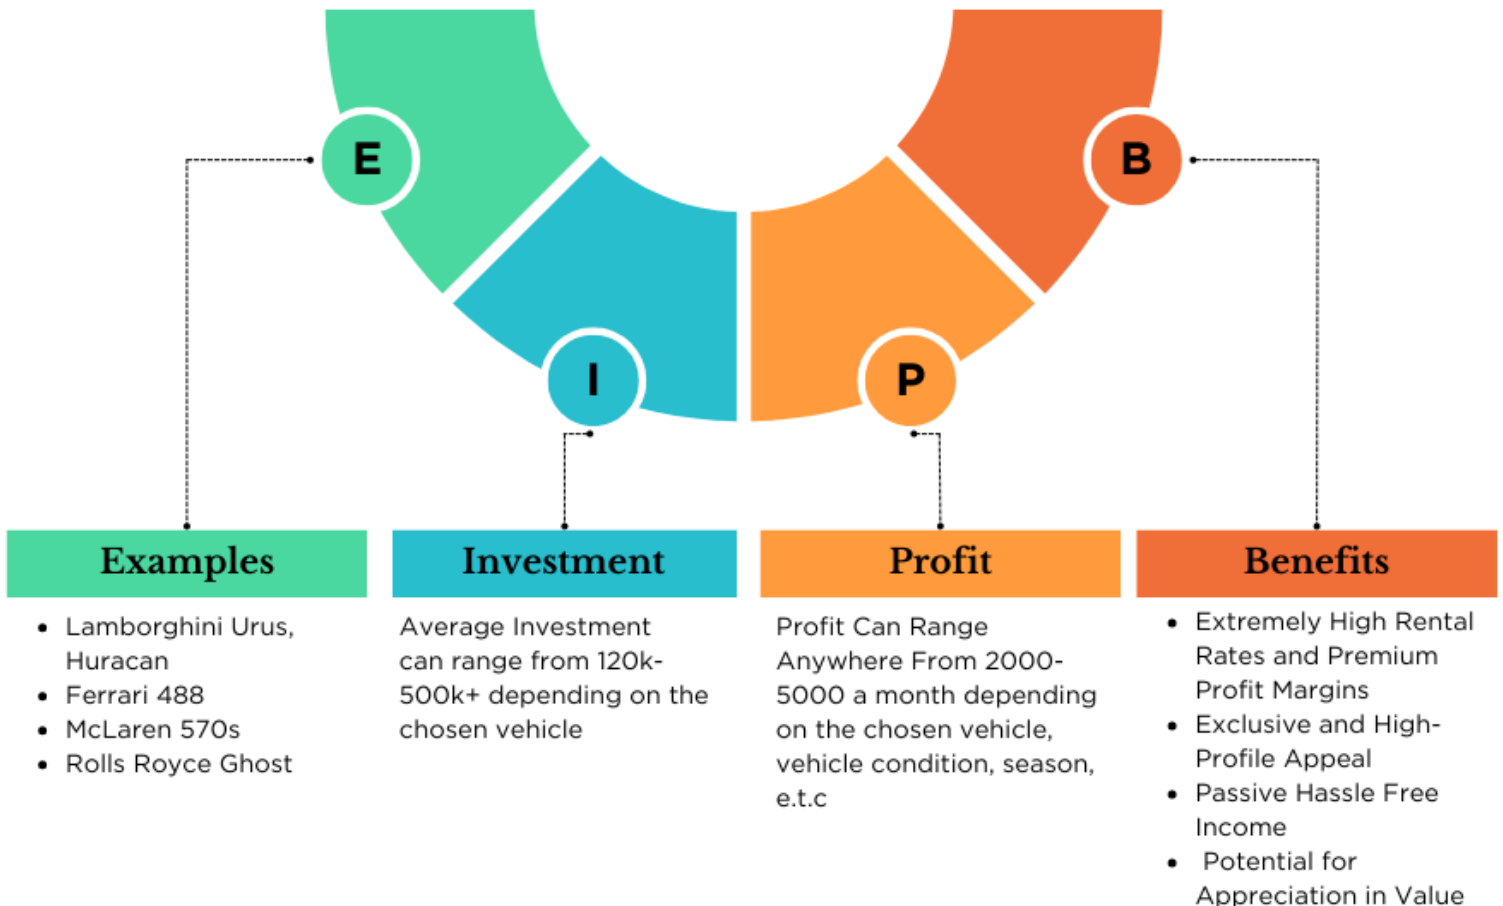 E
B
I
P
Examples
Lamborghini Urus,
Huracan
Ferrari 488
McLaren 570s
Rolls Royce Ghost
Investment
Average Investment
can range from 120k-
500k+ depending on the
chosen vehicle
Profit
Profit Can Range
Anywhere From 2000-
5000 a month depending
on the chosen vehicle,
vehicle condition, season,
e.t.c
Benefits
Extremely High Rental
Rates and Premium
Profit Margins
Exclusive and High-
Profile Appeal
Passive Hassle Free
Income
Potential for
Appreciation in Value